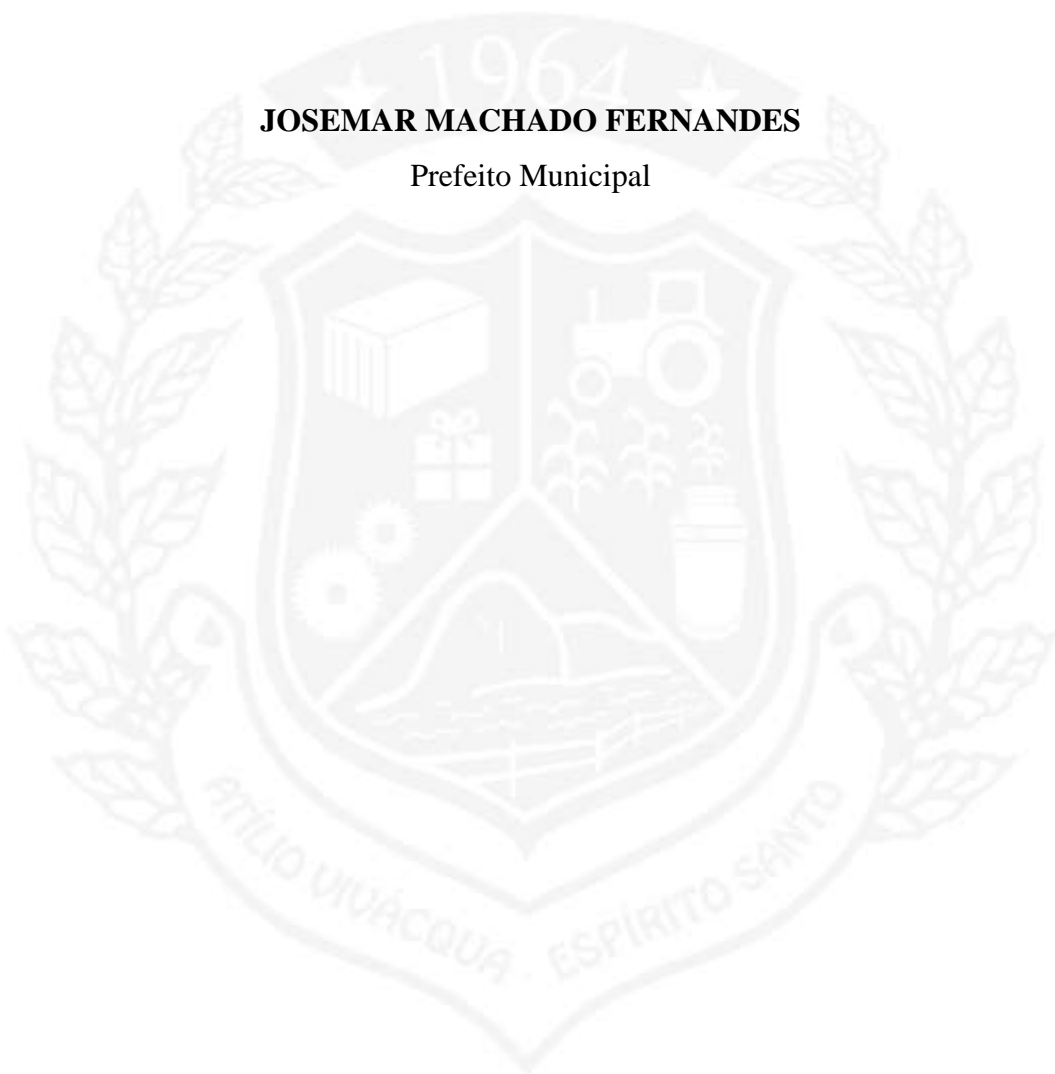 1964
JOSEMAR MACHADO FERNANDES
Prefeito Municipal
ATÍLIO VIVÁCQUA - ESPÍRITO SANTO